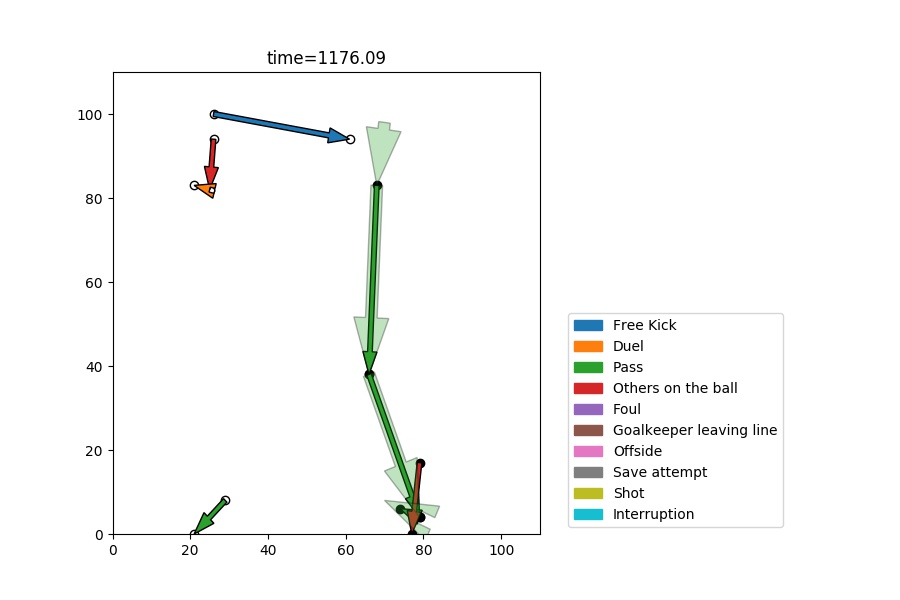 time=1176.09
100
80
60
40
20
0
0 20 40 60 80 100
Free Kick
Duel
Pass
Others on the ball
Foul
Goalkeeper leaving line
Offside
Save attempt
Shot
Interruption